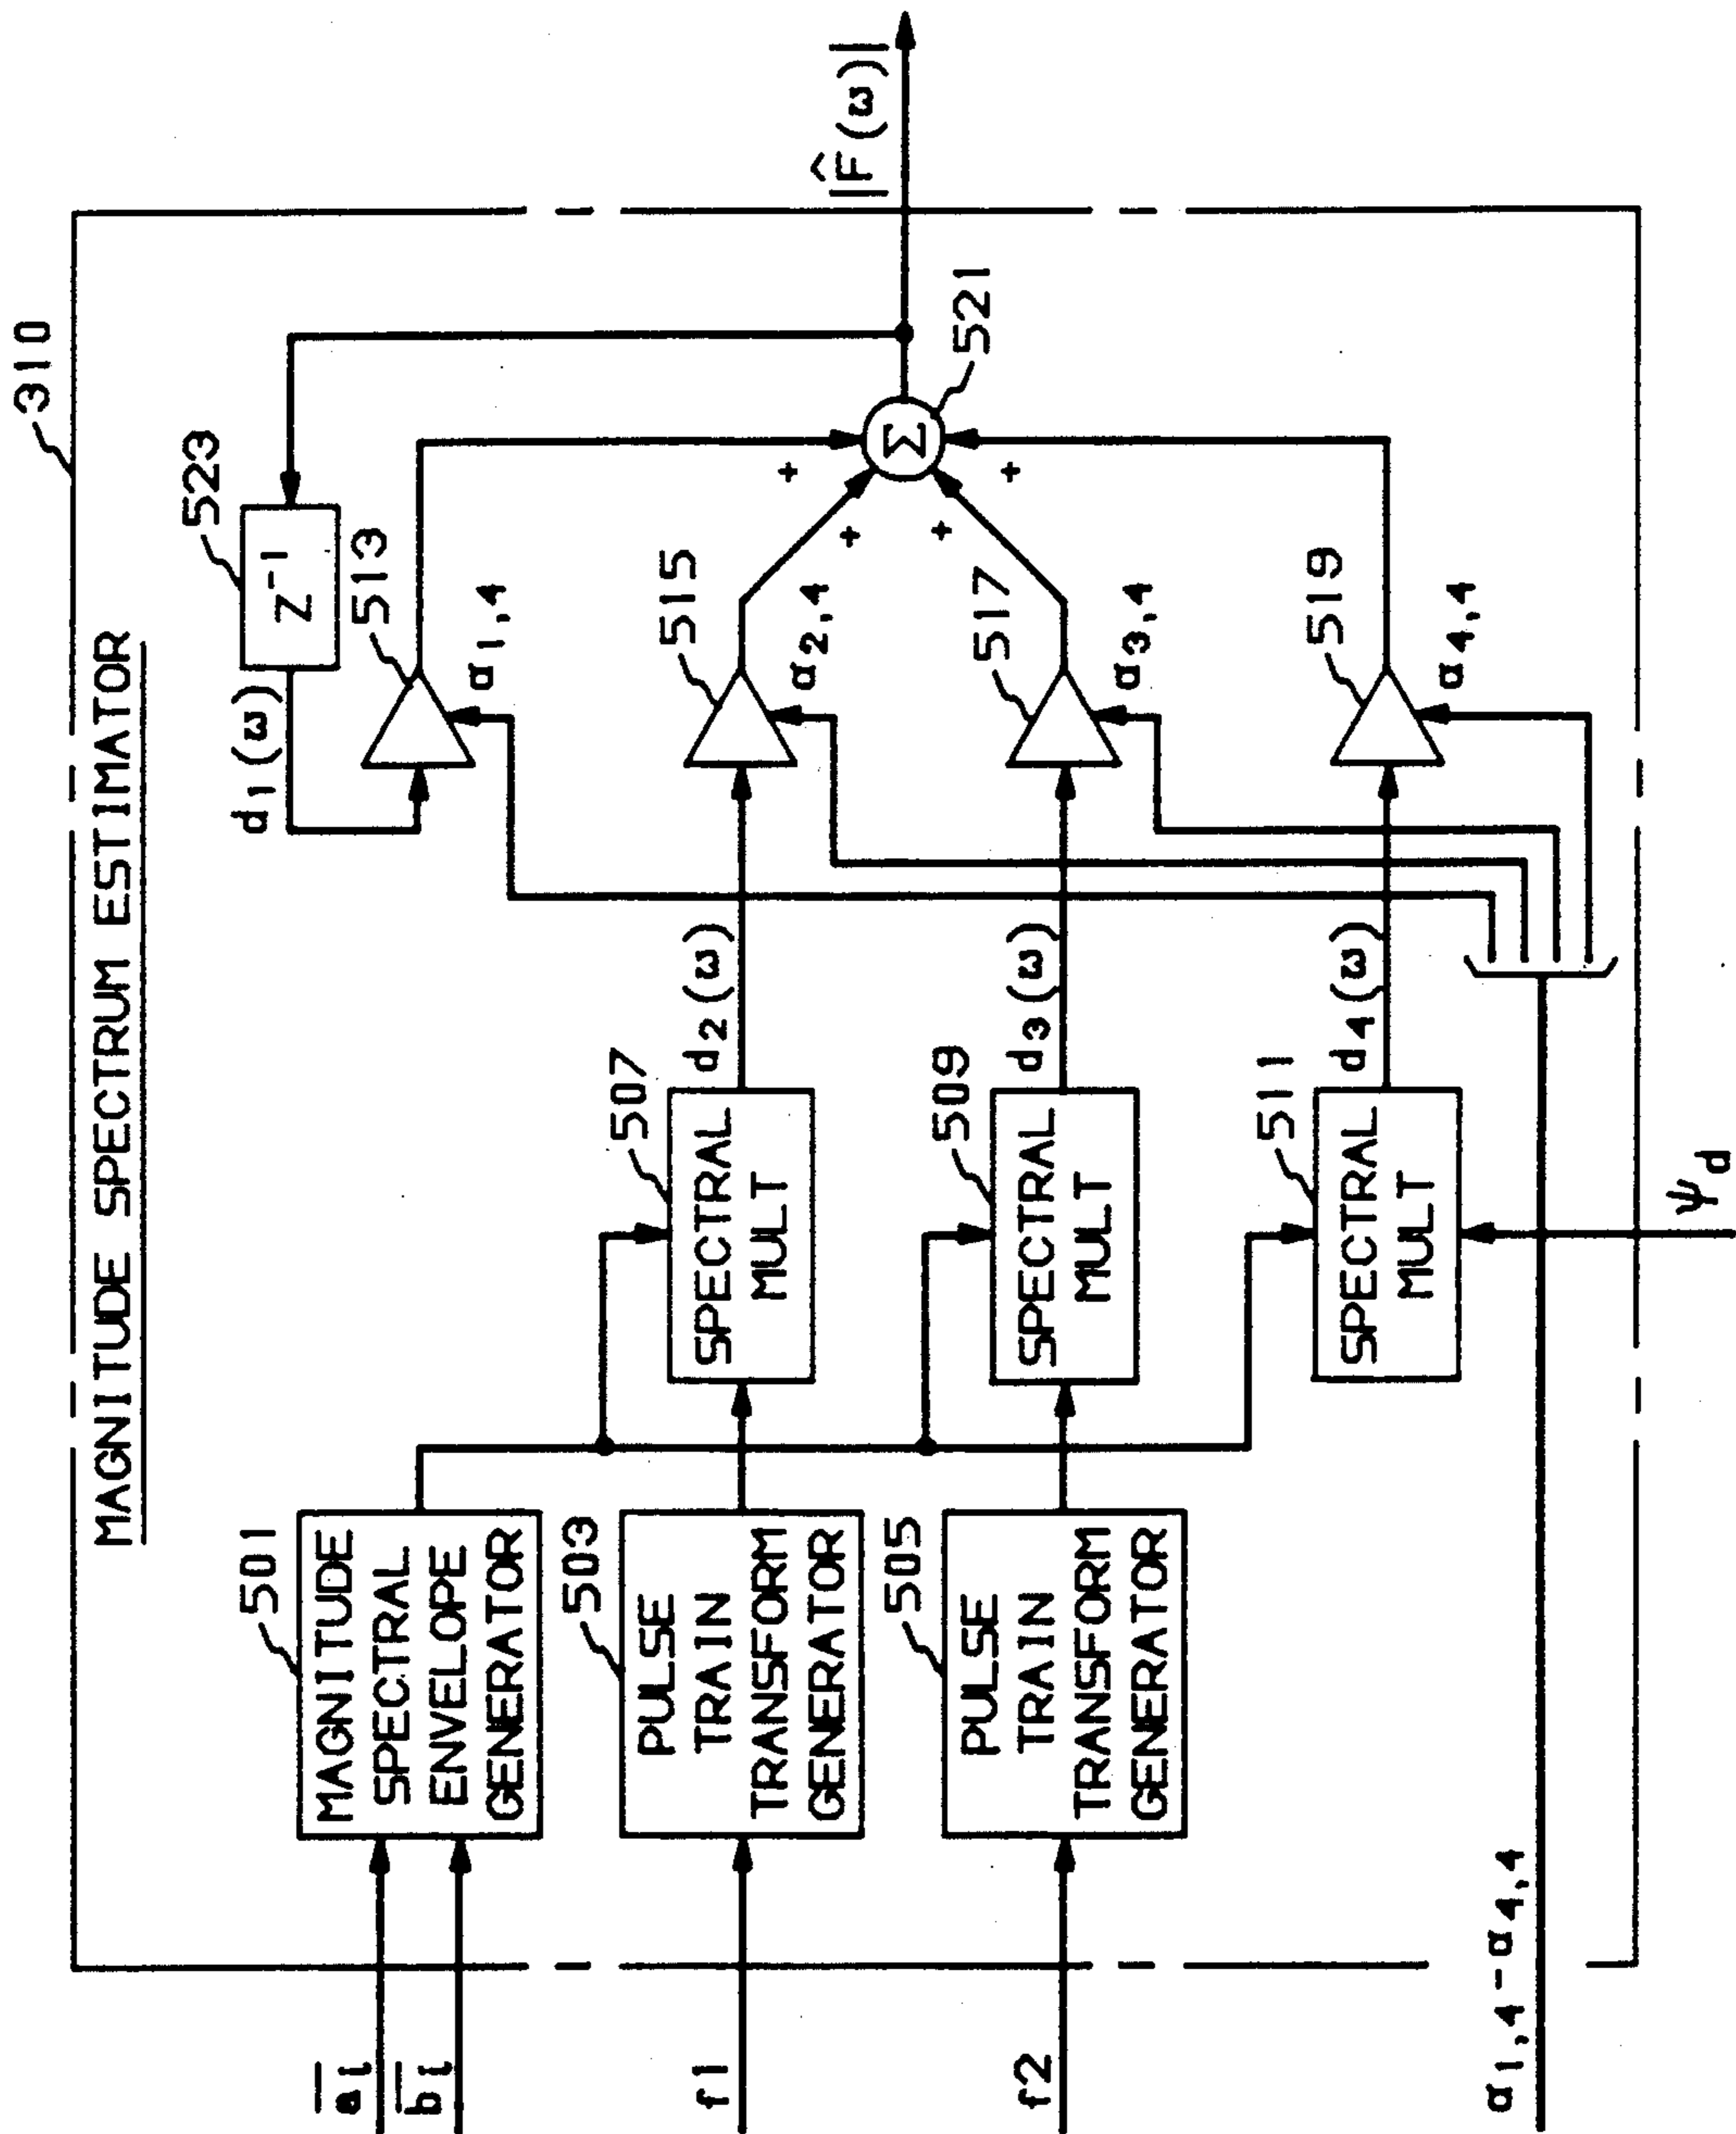 310
MAGNITUDE SPECTRUM ESTIMATOR
a̅i̅
b̅i̅
501
MAGNITUDE
SPECTRAL
ENVELOPE
GENERATOR
523
Z⁻¹
d₁(ω)
513
α₁,₄
f1
503
PULSE
TRAIN
TRANSFORM
GENERATOR
507
SPECTRAL
MULT
d₂(ω)
515
α₂,₄
+
+
+
+
Σ
521
|F̂(ω)|
f2
505
PULSE
TRAIN
TRANSFORM
GENERATOR
509
SPECTRAL
MULT
d₃(ω)
517
α₃,₄
511
SPECTRAL
MULT
d₄(ω)
519
α₄,₄
α₁,₄-α₄,₄
Ψd